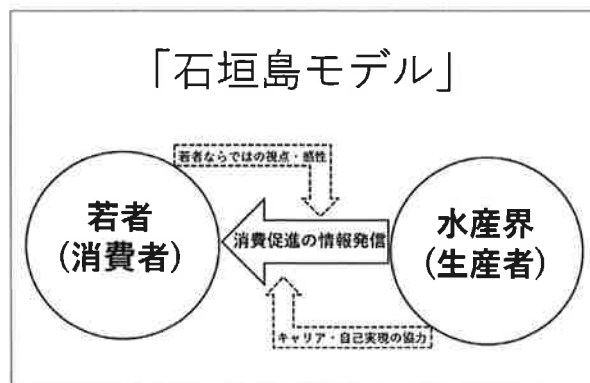 「石垣島モデル」
若者ならではの視点・感性
若者
(消費者)
消費促進の情報発信
水産界
(生産者)
キャリア・自己実現の協力